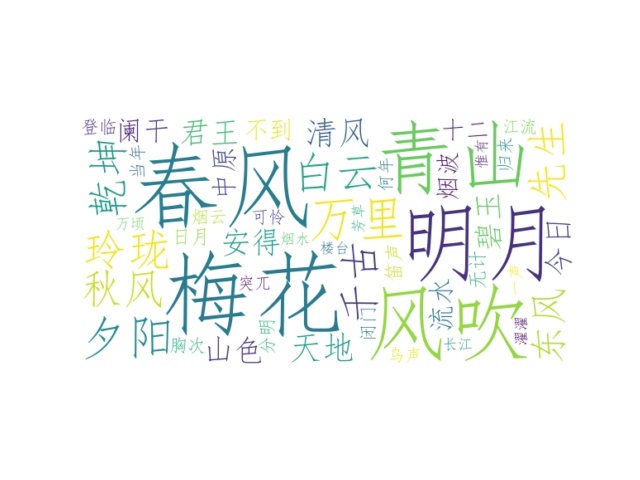 登临 阑干 君王 不到 清风 青山 十二 江流
乾坤 当年 春风 中原 白云 何年 烟波 惟有 归来 先生
万顷 烟云 可怜 万里 芳草 明月 碧玉
玲珑 日月 安得 烟水 楼台 千古 笛声 无计 今日
秋风 梅花 突兀 风吹 流水 一声 东风
夕阳 胸次 山色 分明 天地 闭门 鸟声 长江 濯濯